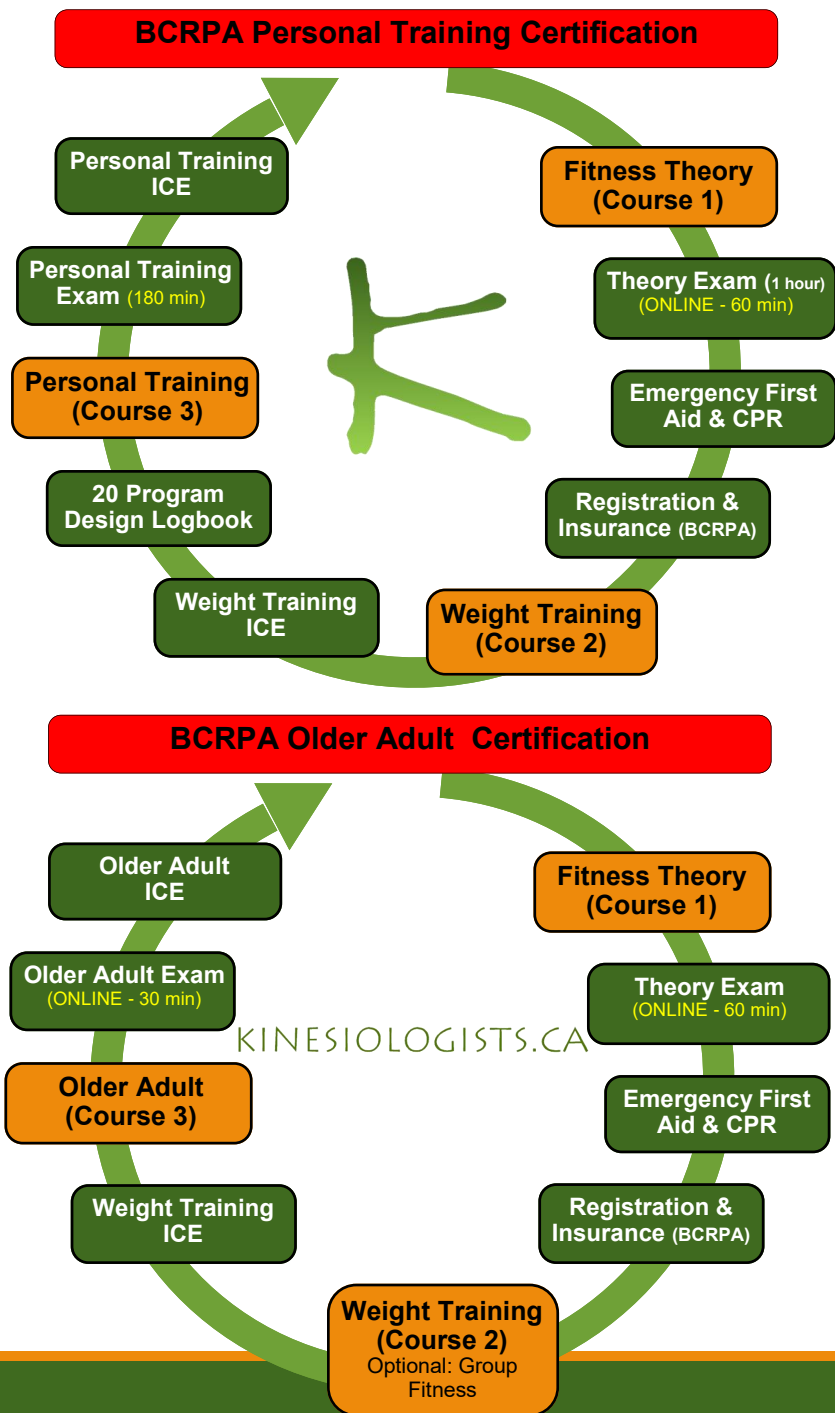 BCRPA Personal Training Certification
Fitness Theory
(Course 1)
Theory Exam (1 hour)
(ONLINE - 60 min)
Emergency First
Aid & CPR
Registration &
Insurance (BCRPA)
Weight Training
(Course 2)
Weight Training
ICE
20 Program
Design Logbook
Personal Training
(Course 3)
Personal Training
Exam (180 min)
Personal Training
ICE
BCRPA Older Adult  Certification
Fitness Theory
(Course 1)
Theory Exam
(ONLINE - 60 min)
Emergency First
Aid & CPR
Registration &
Insurance (BCRPA)
Weight Training
(Course 2)
Optional: Group
Fitness
Weight Training
ICE
Older Adult
(Course 3)
Older Adult Exam
(ONLINE - 30 min)
Older Adult
ICE
KINESIOLOGISTS.CA